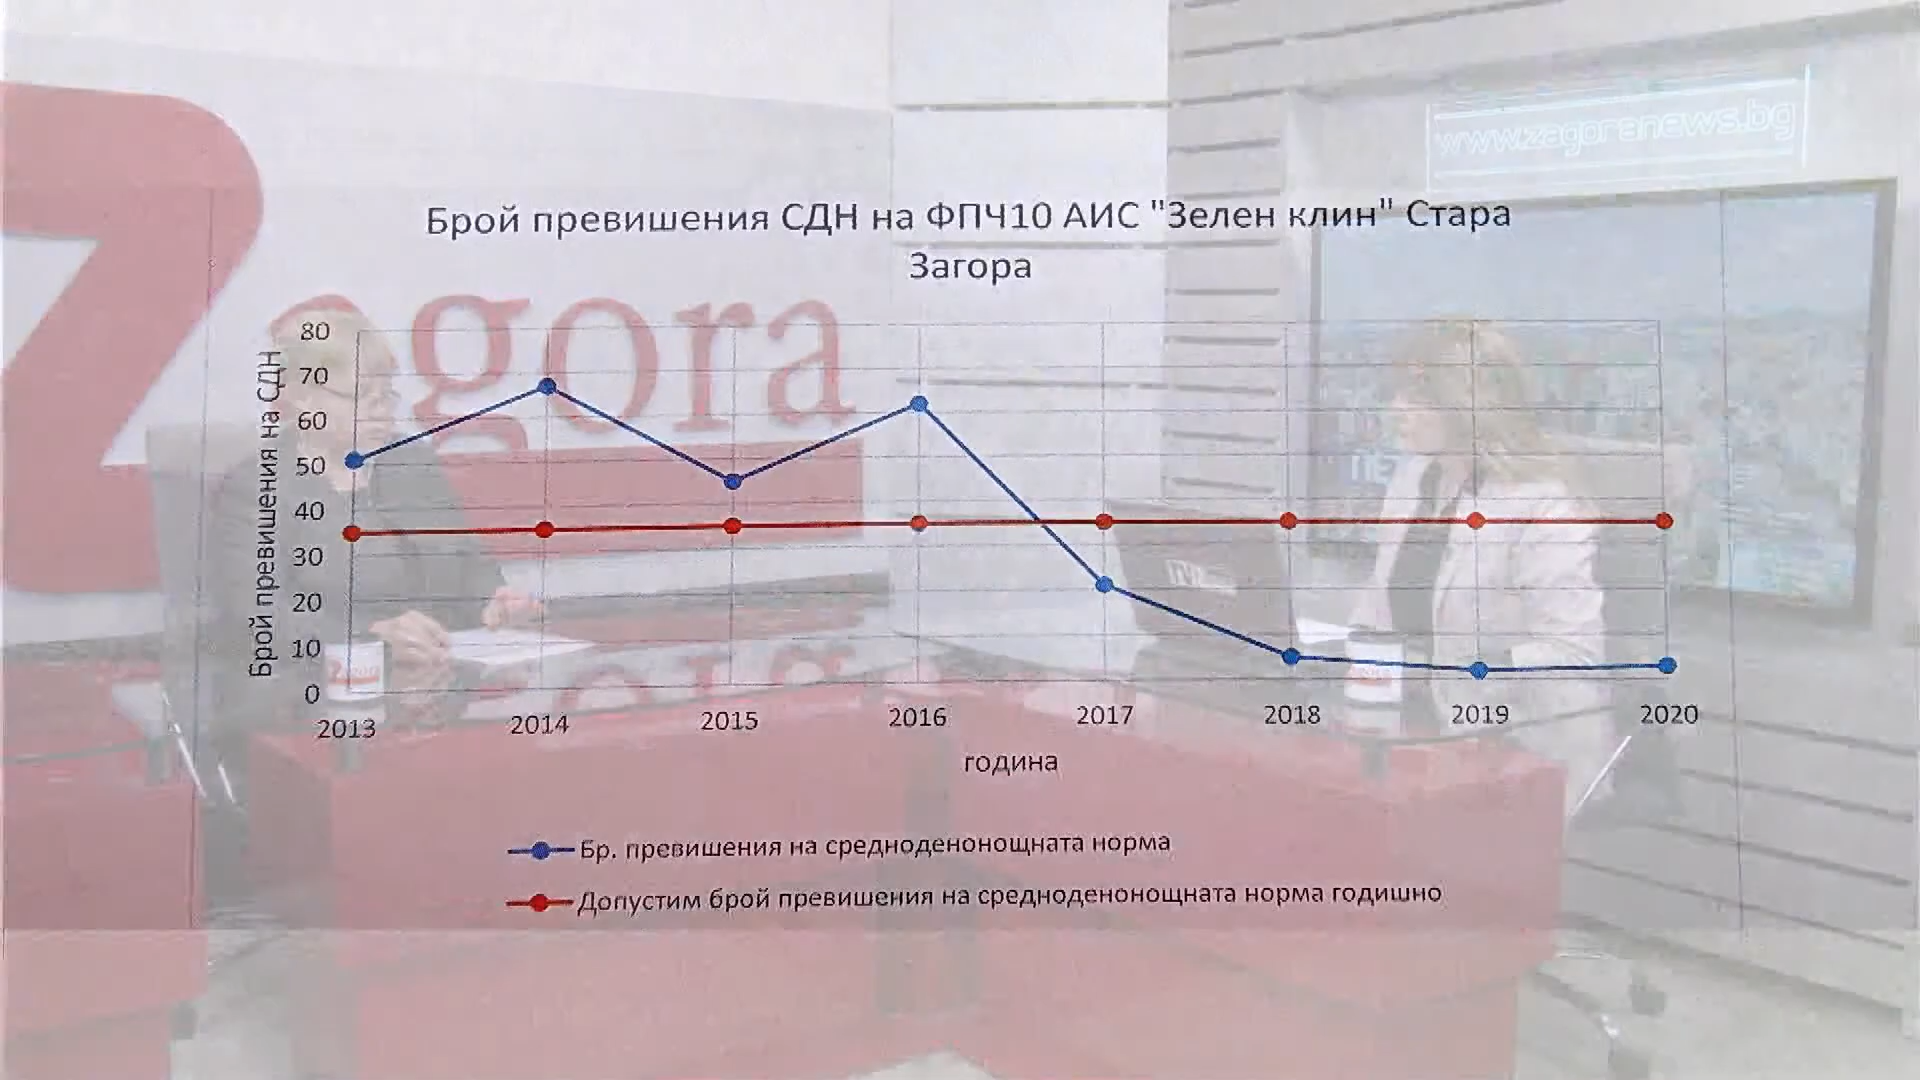 www.zagoranews.bg
Zagora
Брой превишения СДН на ФПЧ10 АИС "Зелен клин" Стара
Загора
Брой превишения на СДН
80
70
60
50
40
30
20
10
0
2013 2014 2015 2016 2017 2018 2019 2020
година
Бр. превишения на средноденонощната норма
Допустим брой превишения на средноденонощната норма годишно